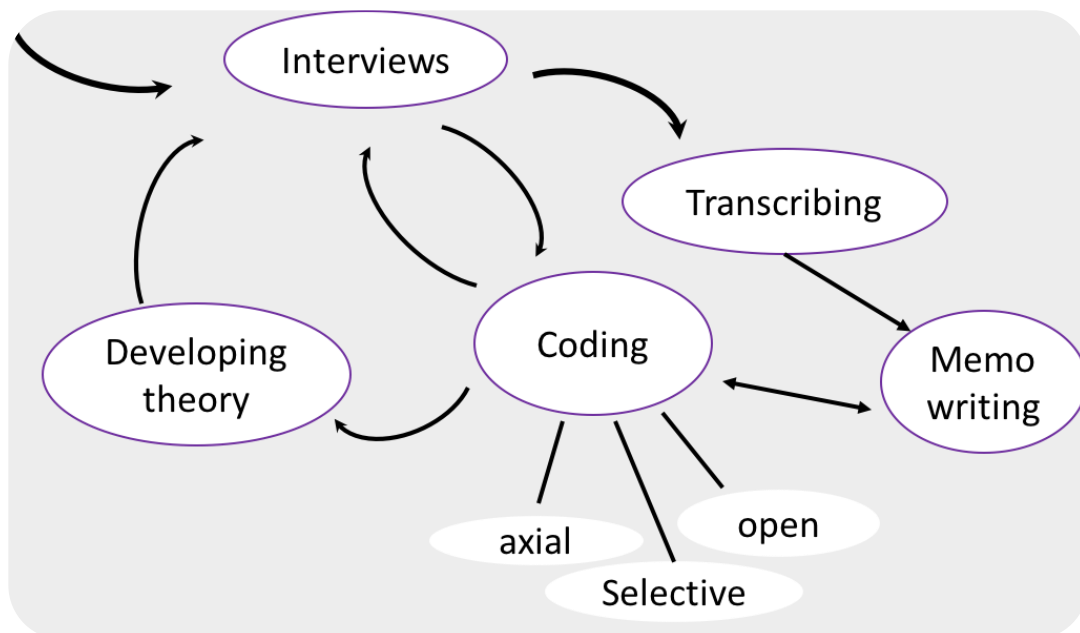 Interviews
Transcribing
Developing
theory
Coding
Memo
writing
axial
open
Selective